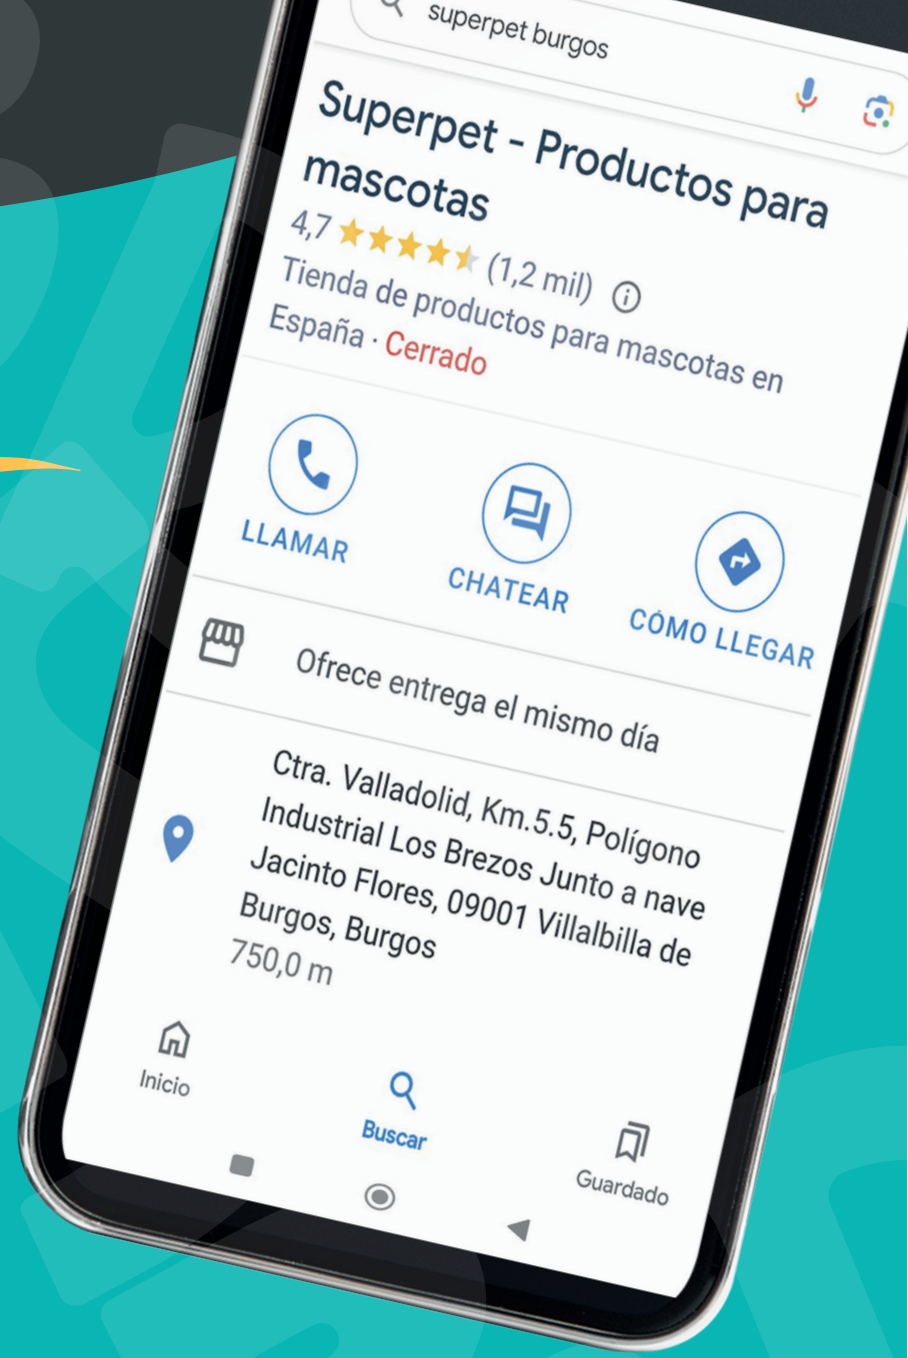 superpet burgos
Superpet - Productos para
mascotas
4,7 (1,2 mil)
Tienda de productos para mascotas en
España · Cerrado
LLAMAR
CHATEAR
CÓMO LLEGAR
Ofrece entrega el mismo día
Ctra. Valladolid, Km.5.5, Polígono
Industrial Los Brezos Junto a nave
Jacinto Flores, 09001 Villalbilla de
Burgos, Burgos
750,0 m
Inicio
Buscar
Guardado